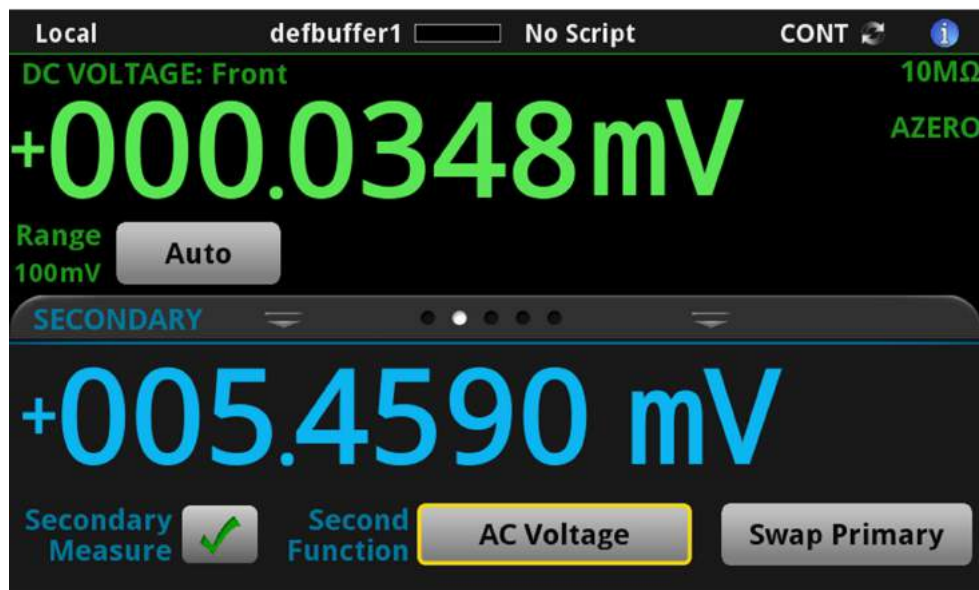 Local defbuffer1 No Script CONT i
DC VOLTAGE: Front 10MΩ
+000.0348mV AZERO
Range
100mV Auto
SECONDARY
+005.4590 mV
Secondary Measure Second Function AC Voltage Swap Primary